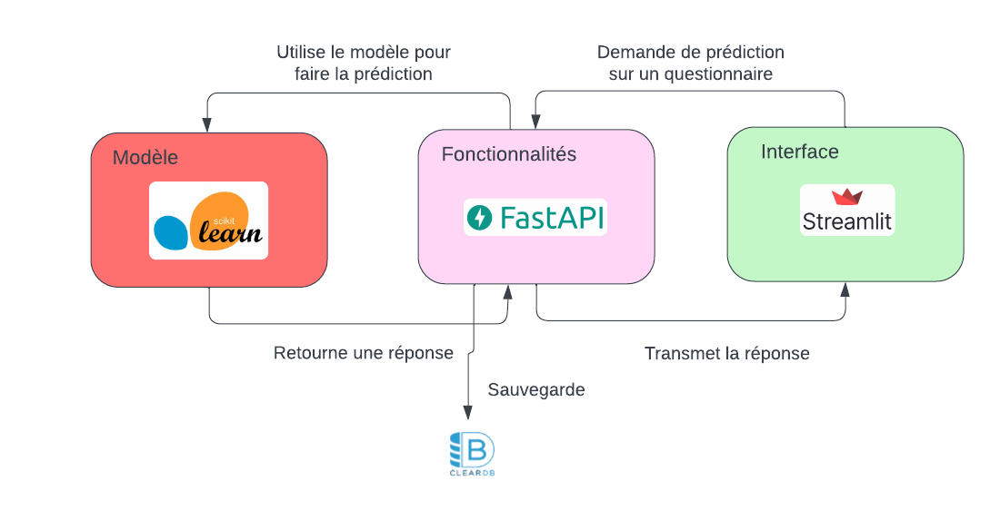 Utilise le modèle pour
faire la prédiction
Demande de prédiction
sur un questionnaire
Modèle
scikit
learn
Fonctionnalités
FastAPI
Interface
Streamlit
Retourne une réponse
Transmet la réponse
Sauvegarde
B
CLEARDB